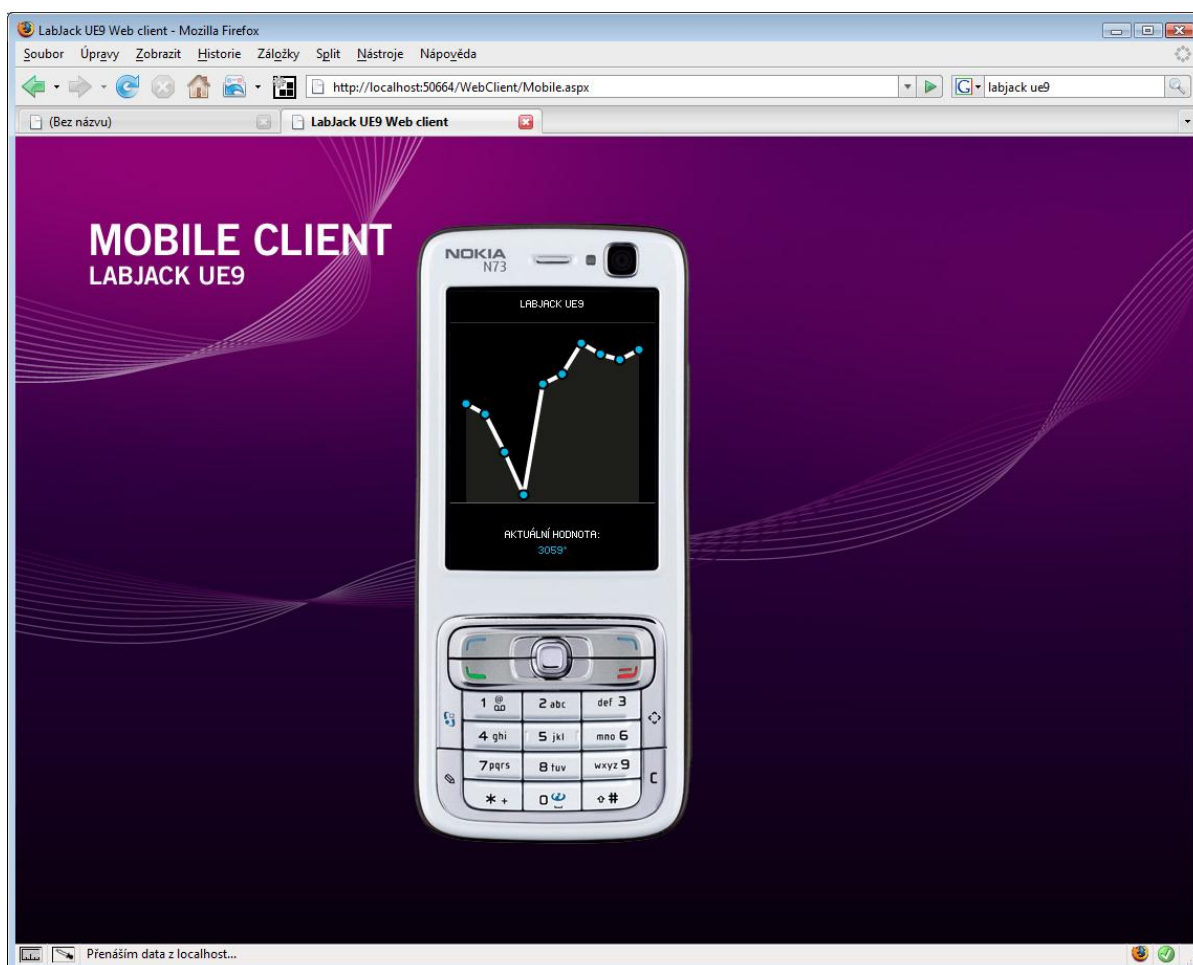 LabJack UE9 Web client - Mozilla Firefox
Soubor Úpravy Zobrazit Historie Záložky Split Nástroje Nápověda
http://localhost:50664/WebClient/Mobile.aspx
labjack ue9
(Bez názvu)
LabJack UE9 Web client
MOBILE CLIENT
LABJACK UE9
NOKIA
N73
LABJACK UE9
AKTUÁLNÍ HODNOTA:
3059°
1 @ 2 abc def 3
4 ghi 5 jkl mno 6
7 pqrs 8 tuv wxyz 9 C
* + 0 #
Přenáším data z localhost...